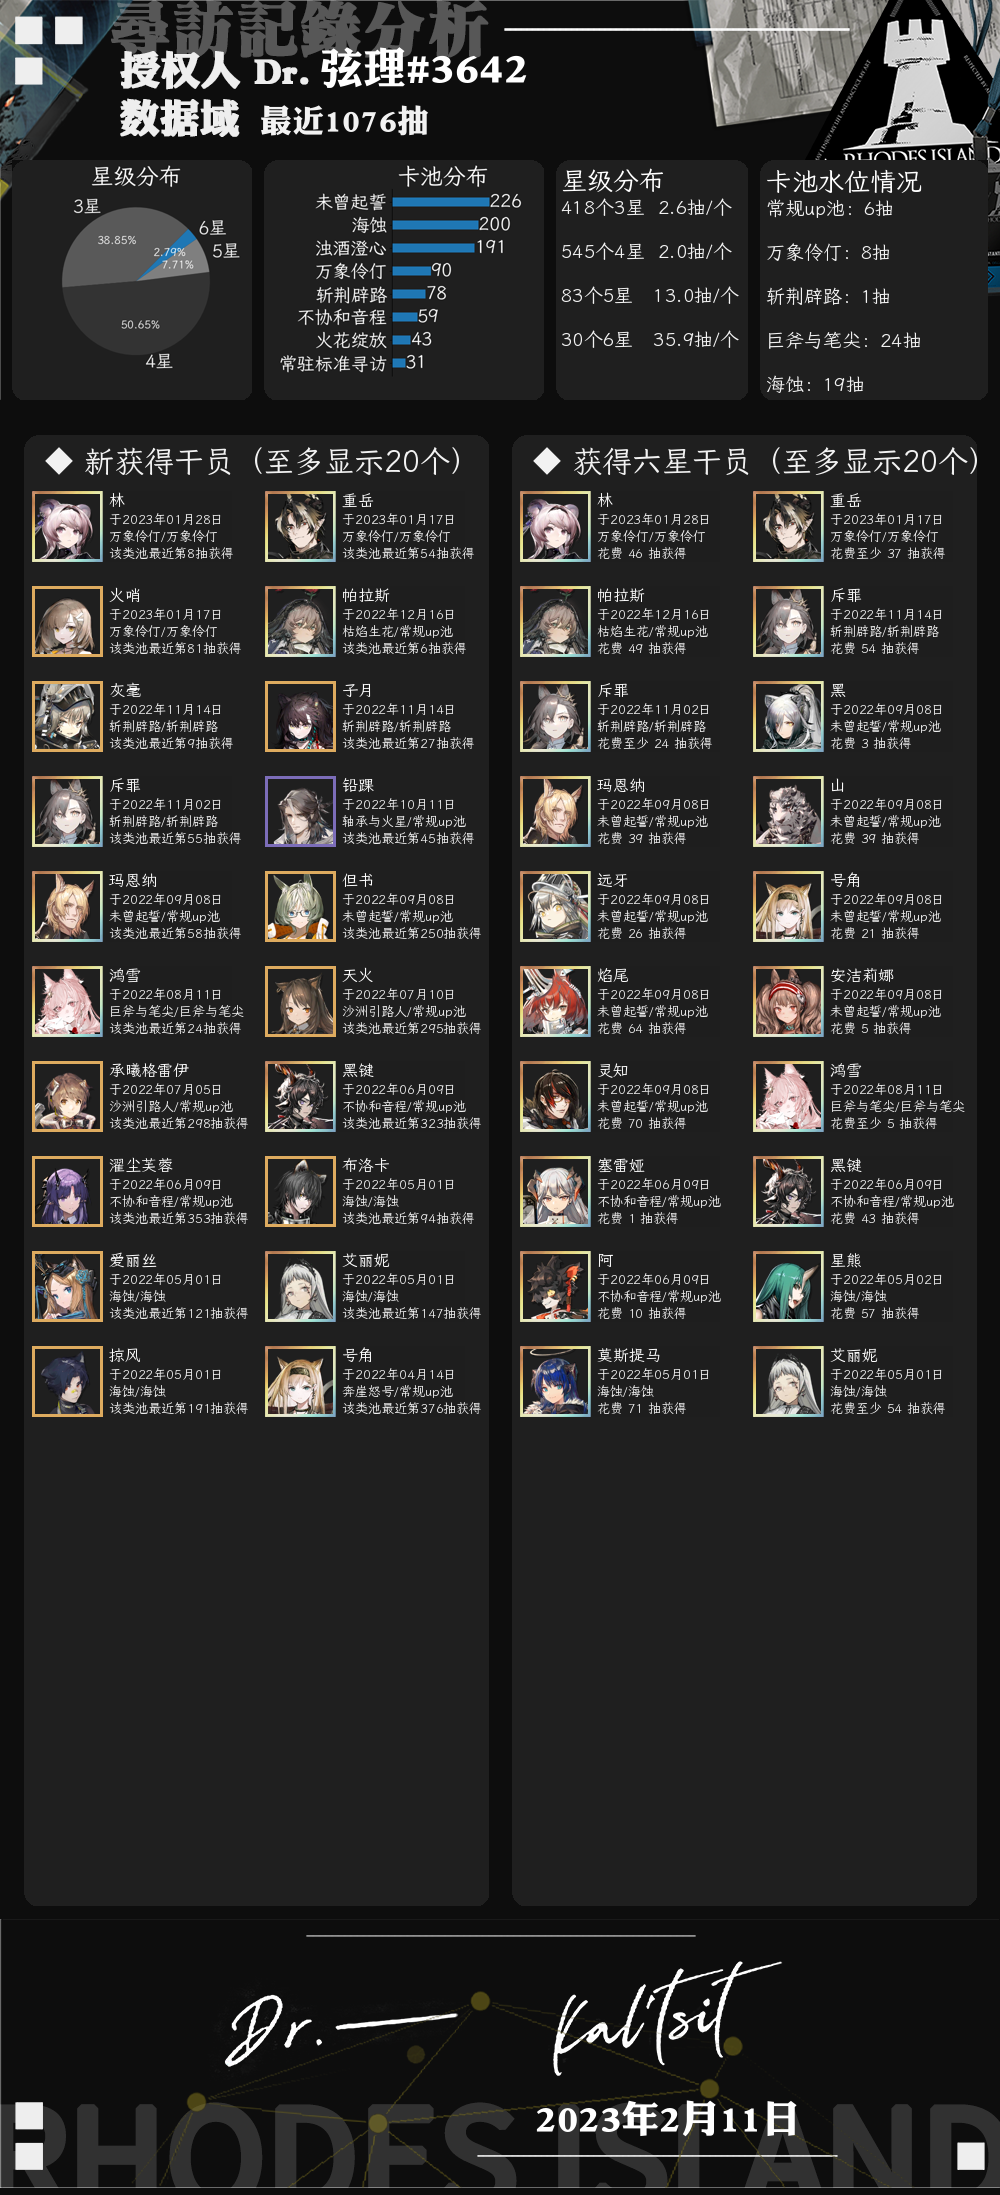 尋訪記錄分析
授权人 Dr. 弦理#3642
数据域 最近1076抽
RHODES ISLAND
星级分布
3星
6星
5星
4星
38.85%
2.79%
7.71%
50.65%
卡池分布
未曾起誓 226
海蚀 200
浊酒澄心 191
万象伶仃 90
斩荆辟路 78
不协和音程 59
火花绽放 43
常驻标准寻访 31
星级分布
418个3星 2.6抽/个
545个4星 2.0抽/个
83个5星 13.0抽/个
30个6星 35.9抽/个
卡池水位情况
常规up池: 6抽
万象伶仃: 8抽
斩荆辟路: 1抽
巨斧与笔尖: 24抽
海蚀: 19抽
◆ 新获得干员（至多显示20个）
林
于2023年01月28日
万象伶仃/万象伶仃
该类池最近第8抽获得
重岳
于2023年01月17日
万象伶仃/万象伶仃
该类池最近第54抽获得
火哨
于2023年01月17日
万象伶仃/万象伶仃
该类池最近第81抽获得
帕拉斯
于2022年12月16日
枯焰生花/常规up池
该类池最近第6抽获得
灰毫
于2022年11月14日
斩荆辟路/斩荆辟路
该类池最近第9抽获得
子月
于2022年11月14日
斩荆辟路/斩荆辟路
该类池最近第27抽获得
斥罪
于2022年11月02日
斩荆辟路/斩荆辟路
该类池最近第55抽获得
铅踝
于2022年10月11日
轴承与火星/常规up池
该类池最近第45抽获得
玛恩纳
于2022年09月08日
未曾起誓/常规up池
该类池最近第58抽获得
但书
于2022年09月08日
未曾起誓/常规up池
该类池最近第250抽获得
鸿雪
于2022年08月11日
巨斧与笔尖/巨斧与笔尖
该类池最近第24抽获得
天火
于2022年07月10日
沙洲引路人/常规up池
该类池最近第295抽获得
承曦格雷伊
于2022年07月05日
沙洲引路人/常规up池
该类池最近第298抽获得
黑键
于2022年06月09日
不协和音程/常规up池
该类池最近第323抽获得
濯尘芙蓉
于2022年06月09日
不协和音程/常规up池
该类池最近第353抽获得
布洛卡
于2022年05月01日
海蚀/海蚀
该类池最近第94抽获得
爱丽丝
于2022年05月01日
海蚀/海蚀
该类池最近第121抽获得
艾丽妮
于2022年05月01日
海蚀/海蚀
该类池最近第147抽获得
掠风
于2022年05月01日
海蚀/海蚀
该类池最近第191抽获得
号角
于2022年04月14日
奔崖怒号/常规up池
该类池最近第376抽获得
◆ 获得六星干员（至多显示20个）
林
于2023年01月28日
万象伶仃/万象伶仃
花费 46 抽获得
重岳
于2023年01月17日
万象伶仃/万象伶仃
花费至少 37 抽获得
帕拉斯
于2022年12月16日
枯焰生花/常规up池
花费 49 抽获得
斥罪
于2022年11月14日
斩荆辟路/斩荆辟路
花费 54 抽获得
斥罪
于2022年11月02日
斩荆辟路/斩荆辟路
花费至少 24 抽获得
黑
于2022年09月08日
未曾起誓/常规up池
花费 3 抽获得
玛恩纳
于2022年09月08日
未曾起誓/常规up池
花费 39 抽获得
山
于2022年09月08日
未曾起誓/常规up池
花费 39 抽获得
远牙
于2022年09月08日
未曾起誓/常规up池
花费 26 抽获得
号角
于2022年09月08日
未曾起誓/常规up池
花费 21 抽获得
焰尾
于2022年09月08日
未曾起誓/常规up池
花费 64 抽获得
安洁莉娜
于2022年09月08日
未曾起誓/常规up池
花费 5 抽获得
灵知
于2022年09月08日
未曾起誓/常规up池
花费 70 抽获得
鸿雪
于2022年08月11日
巨斧与笔尖/巨斧与笔尖
花费至少 5 抽获得
塞雷娅
于2022年06月09日
不协和音程/常规up池
花费 1 抽获得
黑键
于2022年06月09日
不协和音程/常规up池
花费 43 抽获得
阿
于2022年06月09日
不协和音程/常规up池
花费 10 抽获得
星熊
于2022年05月02日
海蚀/海蚀
花费 57 抽获得
莫斯提马
于2022年05月01日
海蚀/海蚀
花费 71 抽获得
艾丽妮
于2022年05月01日
海蚀/海蚀
花费至少 54 抽获得
Dr.— Kal'tsit
2023年2月11日
RHODES ISLAND